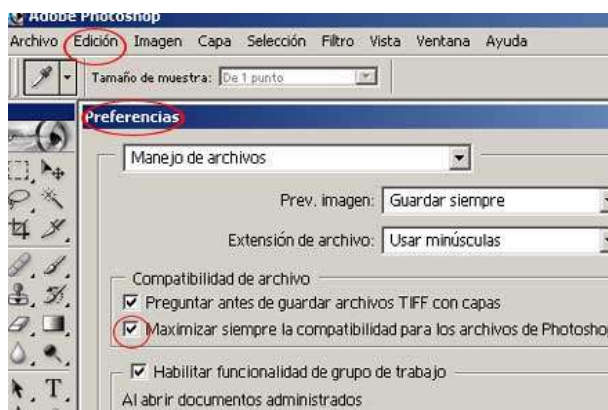 Adobe Photoshop
Archivo Edición Imagen Capa Selección Filtro Vista Ventana Ayuda
Tamaño de muestra: De 1 punto
Preferencias
Manejo de archivos
Prev. imagen: Guardar siempre
Extensión de archivo: Usar minúsculas
Compatibilidad de archivo
Preguntar antes de guardar archivos TIFF con capas
Maximizar siempre la compatibilidad para los archivos de Photosho
Habilitar funcionalidad de grupo de trabajo
Al abrir documentos administrados
T